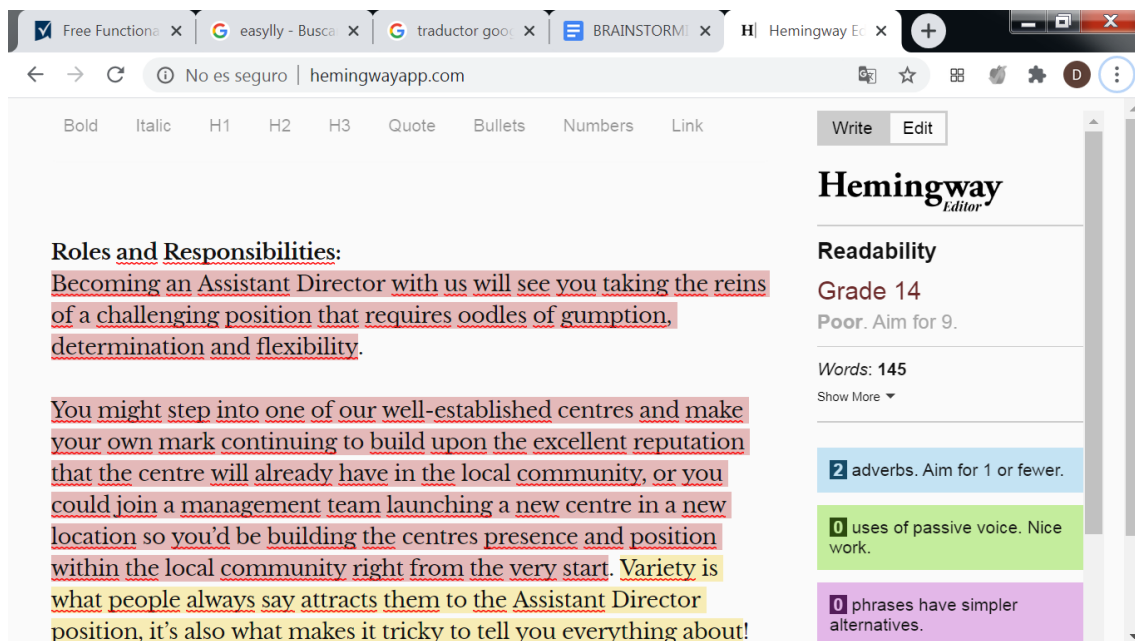 Free Functiona
easylly - Busca
traductor goog
BRAINSTORMI
H Hemingway Ed
No es seguro | hemingwayapp.com
D
Bold Italic H1 H2 H3 Quote Bullets Numbers Link
Write Edit
Hemingway
Editor
Readability
Grade 14
Poor. Aim for 9.
Words: 145
Show More
2 adverbs. Aim for 1 or fewer.
0 uses of passive voice. Nice
work.
0 phrases have simpler
alternatives.
Roles and Responsibilities:
Becoming an Assistant Director with us will see you taking the reins
of a challenging position that requires oodles of gumption,
determination and flexibility.
You might step into one of our well-established centres and make
your own mark continuing to build upon the excellent reputation
that the centre will already have in the local community, or you
could join a management team launching a new centre in a new
location so you’d be building the centres presence and position
within the local community right from the very start. Variety is
what people always say attracts them to the Assistant Director
position, it’s also what makes it tricky to tell you everything about!